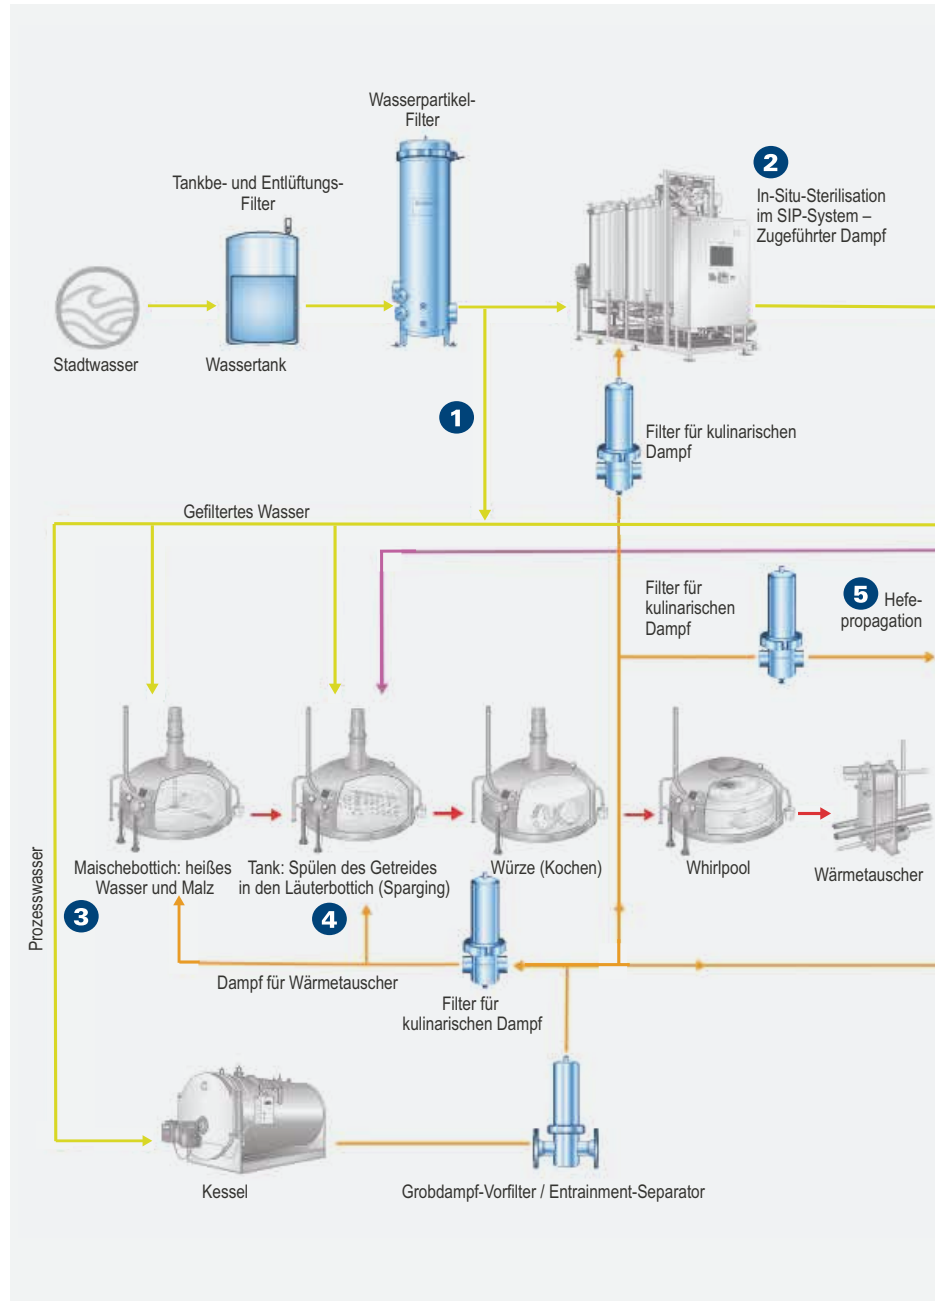 Wasserpartikel-
Filter
2
Tankbe- und Entlüftungs-
Filter
In-Situ-Sterilisation
im SIP-System –
Zugeführter Dampf
Stadtwasser
Wassertank
1
Filter für kulinarischen
Dampf
Gefiltertes Wasser
Filter für
kulinarischen
Dampf
5 Hefe-
propagation
Maischebottich: heißes
Wasser und Malz
Tank: Spülen des Getreides
in den Läuterbottich (Sparging)
Würze (Kochen)
Whirlpool
Wärmetauscher
Prozesswasser
3
4
Dampf für Wärmetauscher
Filter für
kulinarischen Dampf
Kessel
Grobdampf-Vorfilter / Entrainment-Separator